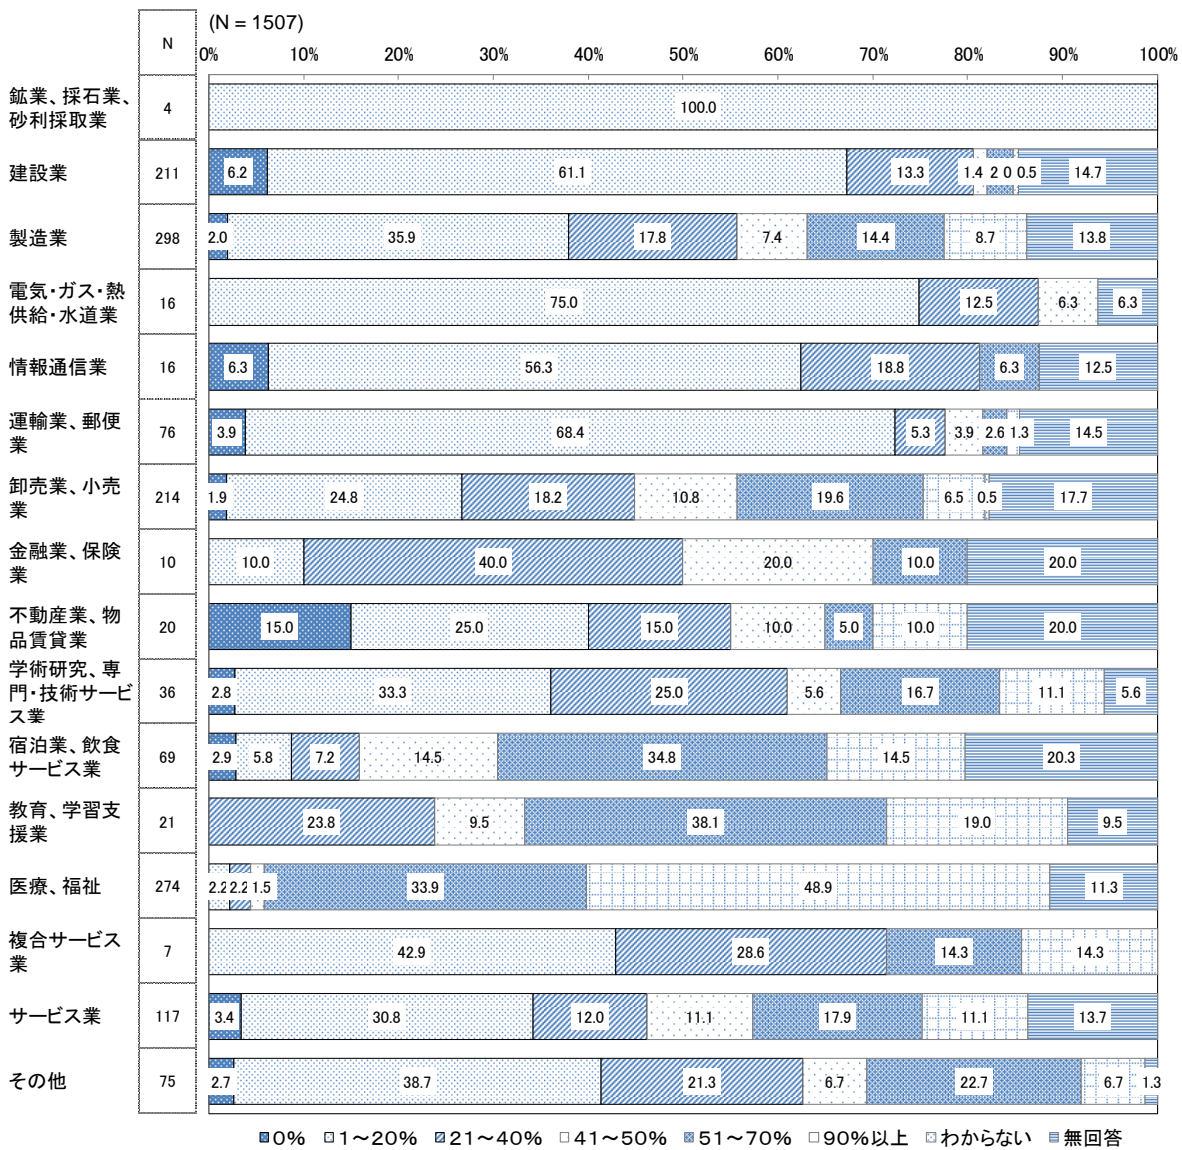 (N = 1507)
N
0% 10% 20% 30% 40% 50% 60% 70% 80% 90% 100%
鉱業、採石業、
砂利採取業
4
100.0
建設業
211
6.2 61.1 13.3 1.4 2 0 0.5 14.7
製造業
298
2.0 35.9 17.8 7.4 14.4 8.7 13.8
電気・ガス・熱
供給・水道業
16
75.0 12.5 6.3 6.3
情報通信業
16
6.3 56.3 18.8 6.3 12.5
運輸業、郵便
業
76
3.9 68.4 5.3 3.9 2.6 1.3 14.5
卸売業、小売
業
214
1.9 24.8 18.2 10.8 19.6 6.5 0.5 17.7
金融業、保険
業
10
10.0 40.0 20.0 10.0 20.0
不動産業、物
品賃貸業
20
15.0 25.0 15.0 10.0 5.0 10.0 20.0
学術研究、専
門・技術サービ
ス業
36
2.8 33.3 25.0 5.6 16.7 11.1 5.6
宿泊業、飲食
サービス業
69
2.9 5.8 7.2 14.5 34.8 14.5 20.3
教育、学習支
援業
21
23.8 9.5 38.1 19.0 9.5
医療、福祉
274
2.2 2.2 1.5 33.9 48.9 11.3
複合サービス
業
7
42.9 28.6 14.3 14.3
サービス業
117
3.4 30.8 12.0 11.1 17.9 11.1 13.7
その他
75
2.7 38.7 21.3 6.7 22.7 6.7 1.3
0% 1～20% 21～40% 41～50% 51～70% 90%以上 わからない 無回答